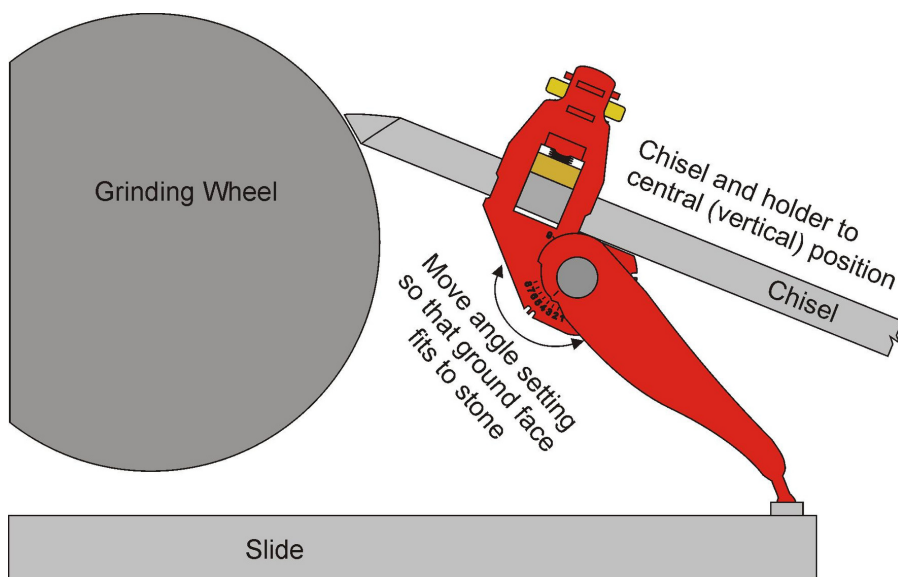 Grinding Wheel
Chisel and holder to
central (vertical) position
Chisel
Move angle setting
so that ground face
fits to stone
87654321
Slide